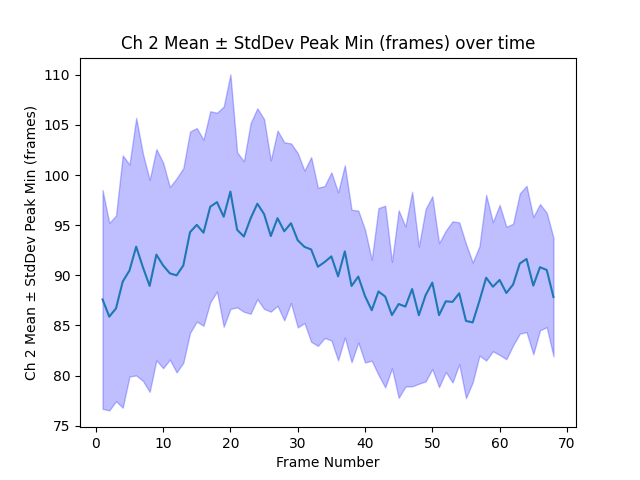 Ch 2 Mean ± StdDev Peak Min (frames) over time
Ch 2 Mean ± StdDev Peak Min (frames)
110
105
100
95
90
85
80
75
0 10 20 30 40 50 60 70
Frame Number